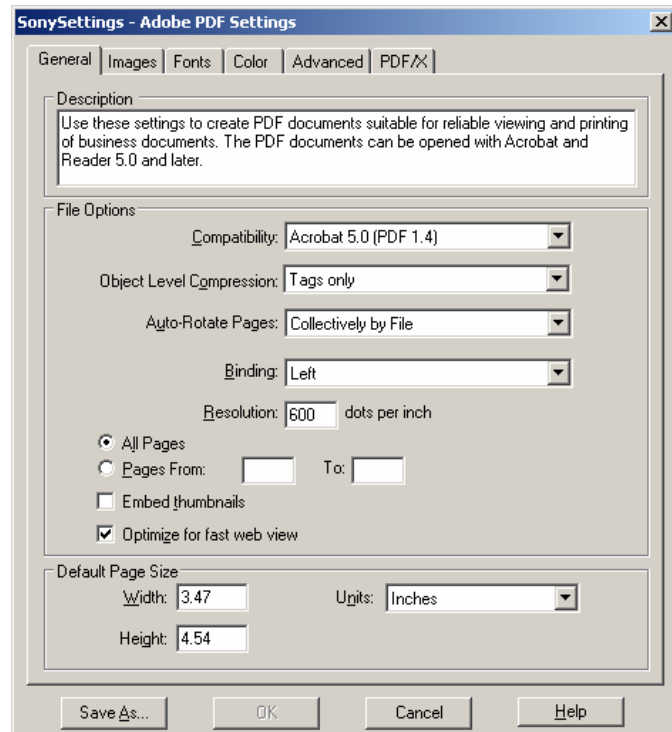 SonySettings - Adobe PDF Settings
General Images Fonts Color Advanced PDF/X
Description
Use these settings to create PDF documents suitable for reliable viewing and printing
of business documents. The PDF documents can be opened with Acrobat and
Reader 5.0 and later.
File Options
Compatibility: Acrobat 5.0 (PDF 1.4)
Object Level Compression: Tags only
Auto-Rotate Pages: Collectively by File
Binding: Left
Resolution: 600 dots per inch
All Pages
Pages From: To:
Embed thumbnails
Optimize for fast web view
Default Page Size
Width: 3.47 Units: Inches
Height: 4.54
Save As... OK Cancel Help